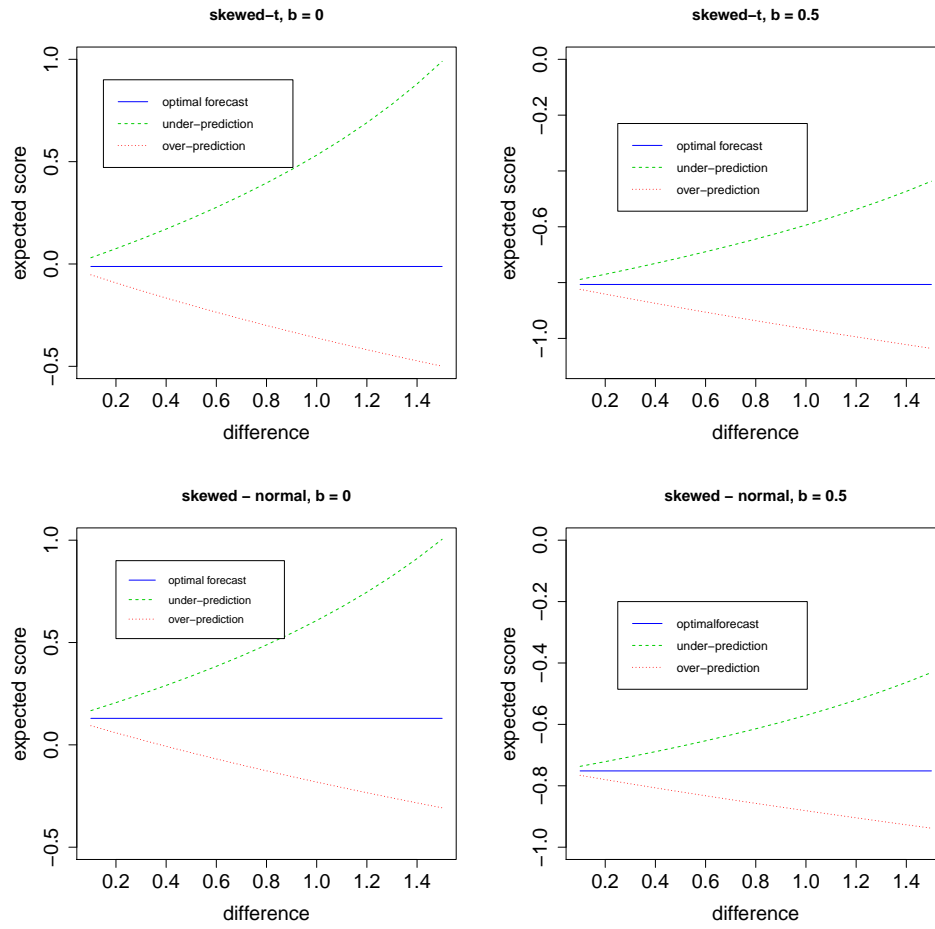 skewed−t, b = 0
expected score
1.0
0.5
0.0
−0.5
optimal forecast
under−prediction
over−prediction
0.2 0.4 0.6 0.8 1.0 1.2 1.4
difference
skewed−t, b = 0.5
expected score
0.0
−0.2
−0.6
−0.8
−1.0
optimal forecast
under−prediction
over−prediction
0.2 0.4 0.6 0.8 1.0 1.2 1.4
difference
skewed − normal, b = 0
expected score
1.0
0.5
0.0
−0.5
optimal forecast
under−prediction
over−prediction
0.2 0.4 0.6 0.8 1.0 1.2 1.4
difference
skewed − normal, b = 0.5
expected score
0.0
−0.2
−0.4
−0.6
−0.8
−1.0
optimalforecast
under−prediction
over−prediction
0.2 0.4 0.6 0.8 1.0 1.2 1.4
difference